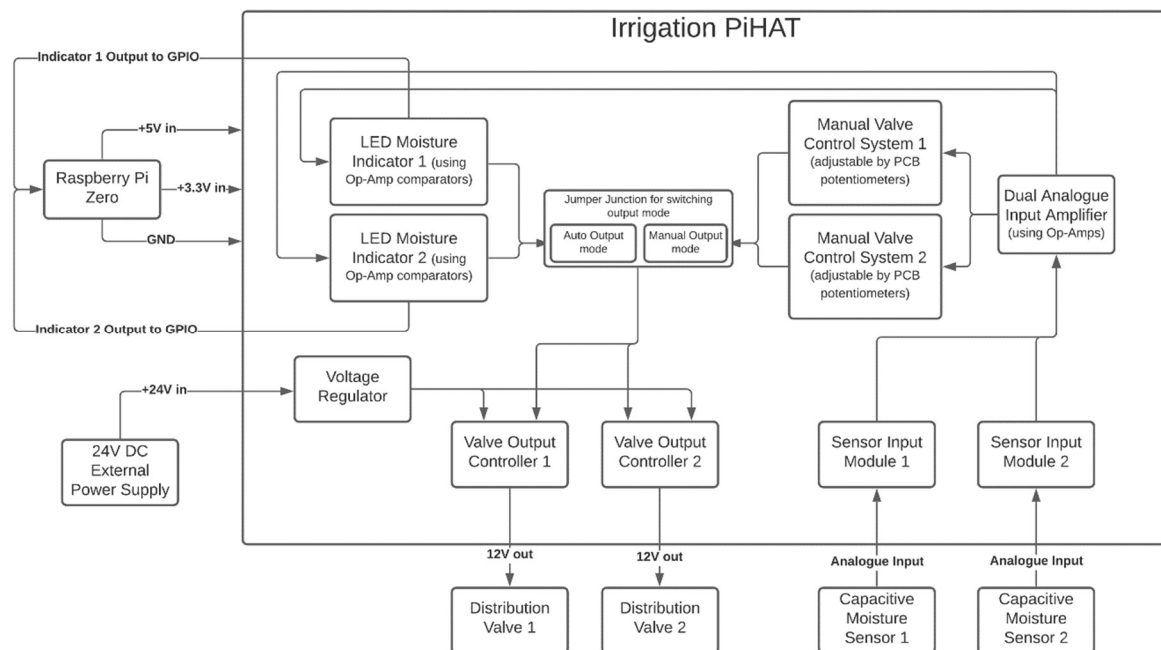 Irrigation PiHAT
Indicator 1 Output to GPIO
+5V in
Raspberry Pi
Zero
+3.3V in
GND
Indicator 2 Output to GPIO
LED Moisture
Indicator 1 (using
Op-Amp comparators)
LED Moisture
Indicator 2 (using
Op-Amp comparators)
Jumper Junction for switching
output mode
Auto Output
mode
Manual Output
mode
Manual Valve
Control System 1
(adjustable by PCB
potentiometers)
Manual Valve
Control System 2
(adjustable by PCB
potentiometers)
Dual Analogue
Input Amplifier
(using Op-Amps)
+24V in
Voltage
Regulator
24V DC
External
Power Supply
Valve Output
Controller 1
Valve Output
Controller 2
Sensor Input
Module 1
Sensor Input
Module 2
12V out
12V out
Analogue Input
Analogue Input
Distribution
Valve 1
Distribution
Valve 2
Capacitive
Moisture
Sensor 1
Capacitive
Moisture
Sensor 2